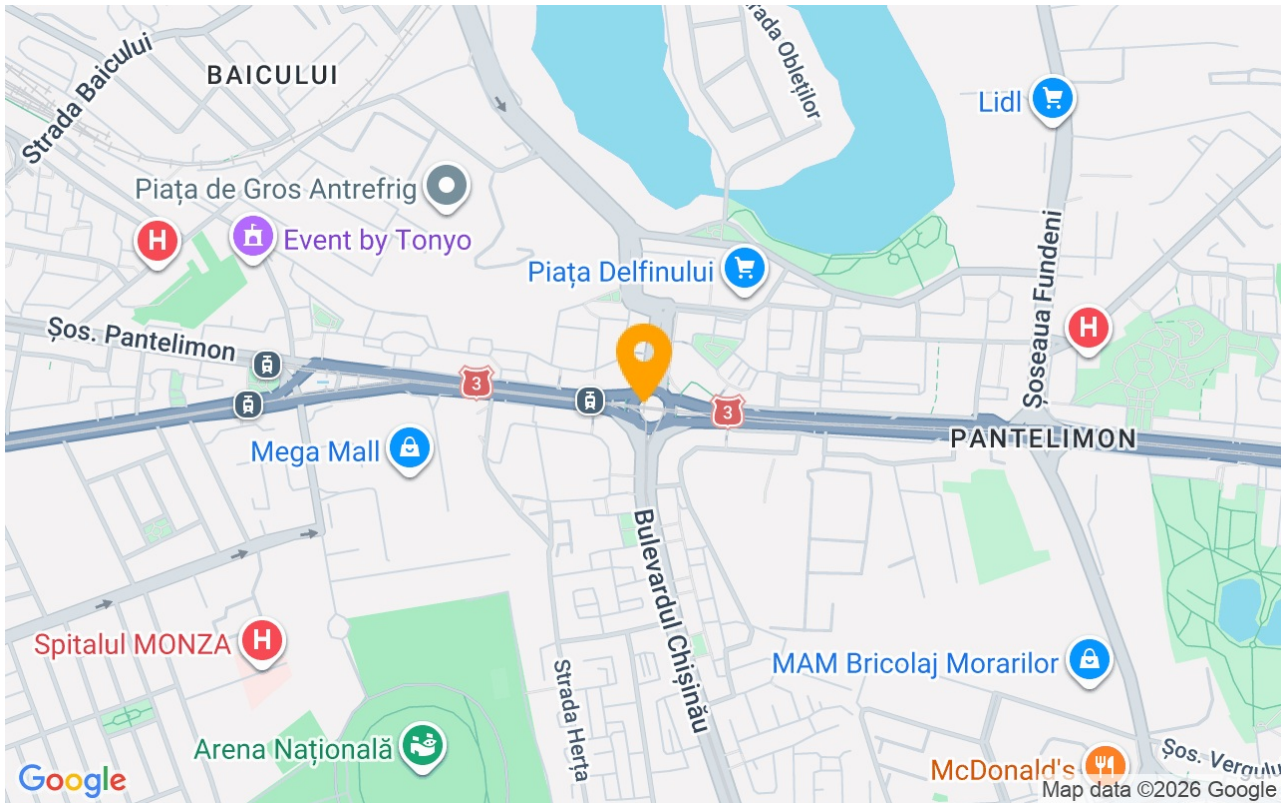 Strada Baicului
BAICULUI
Strada Obleților
Lidl
Piața de Gros Antrefrig
H
Event by Tonyo
Piața Delfinului
Șoseaua Fundeni
H
Șos. Pantelimon
3
3
PANTELIMON
Mega Mall
Bulevardul Chișinău
Spitalul MONZA
H
Strada Herța
MAM Bricolaj Morarilor
Arena Națională
McDonald's
Șos. Vergulu
Google
Map data ©2026 Google